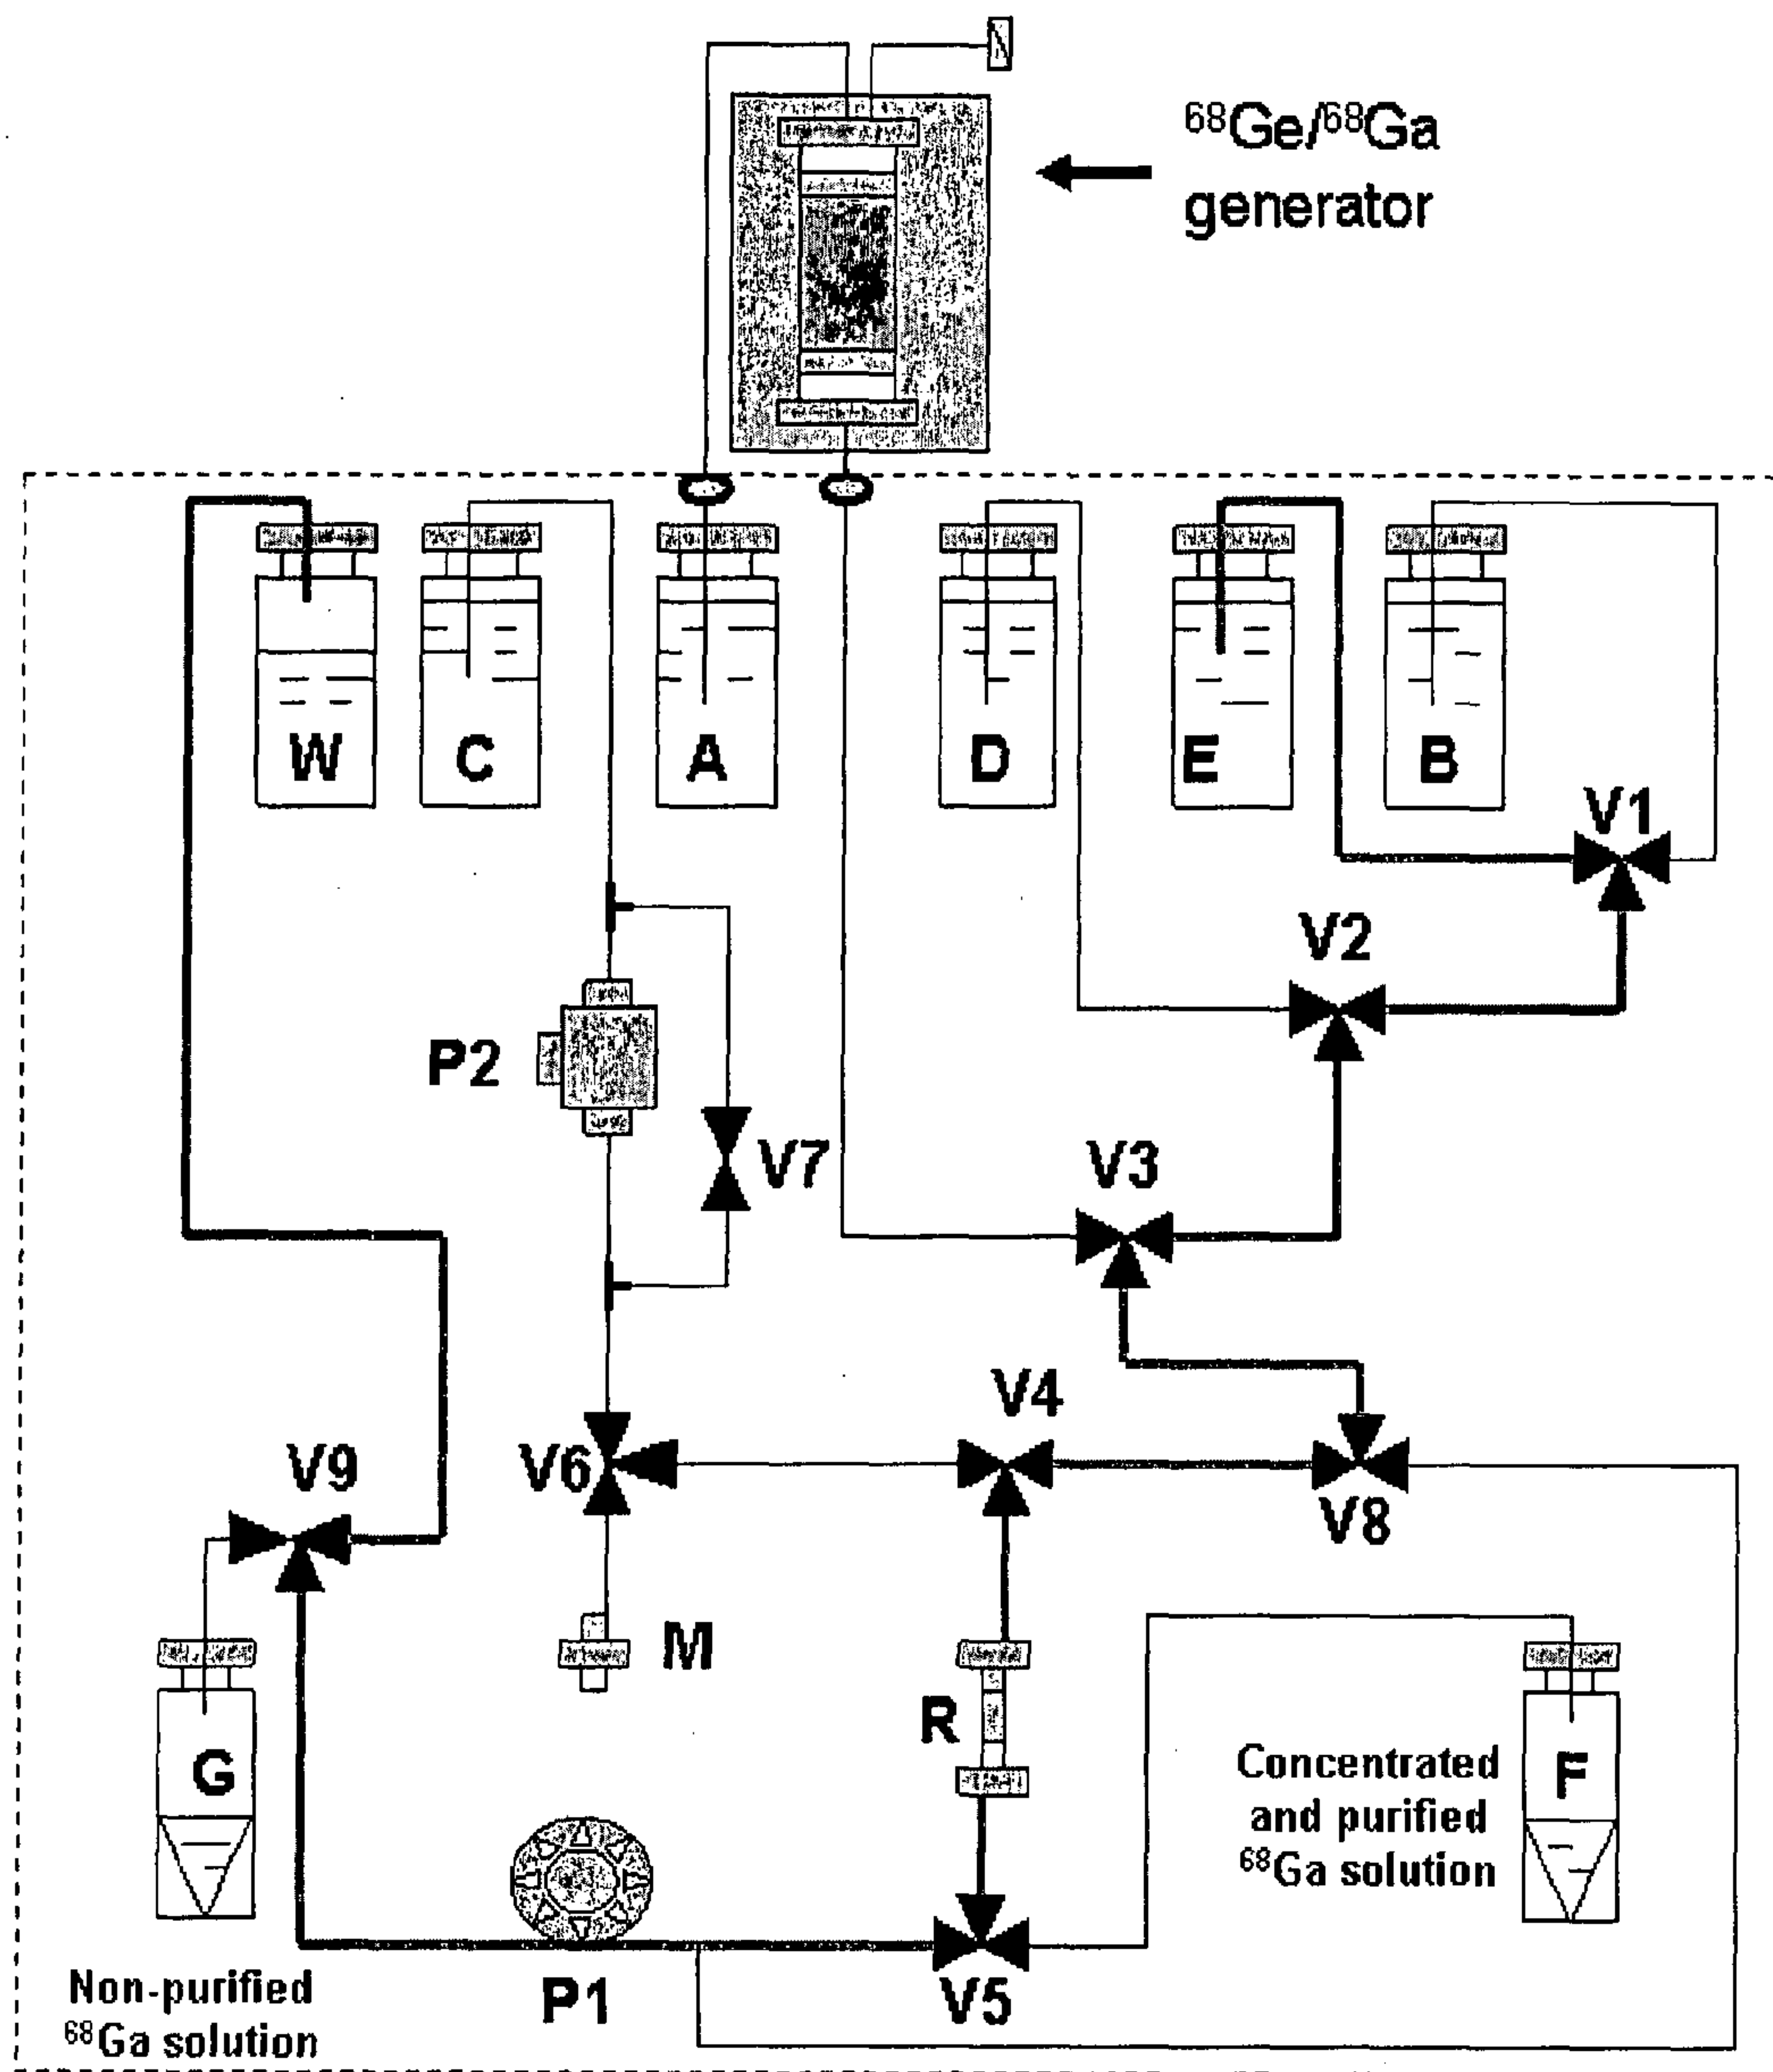 ⁶⁸Ge/⁶⁸Ga
generator
W
C
A
D
E
B
V1
V2
P2
V7
V3
V4
V6
V9
V8
M
R
G
Concentrated
and purified
⁶⁸Ga solution
F
P1
V5
Non-purified
⁶⁸Ga solution